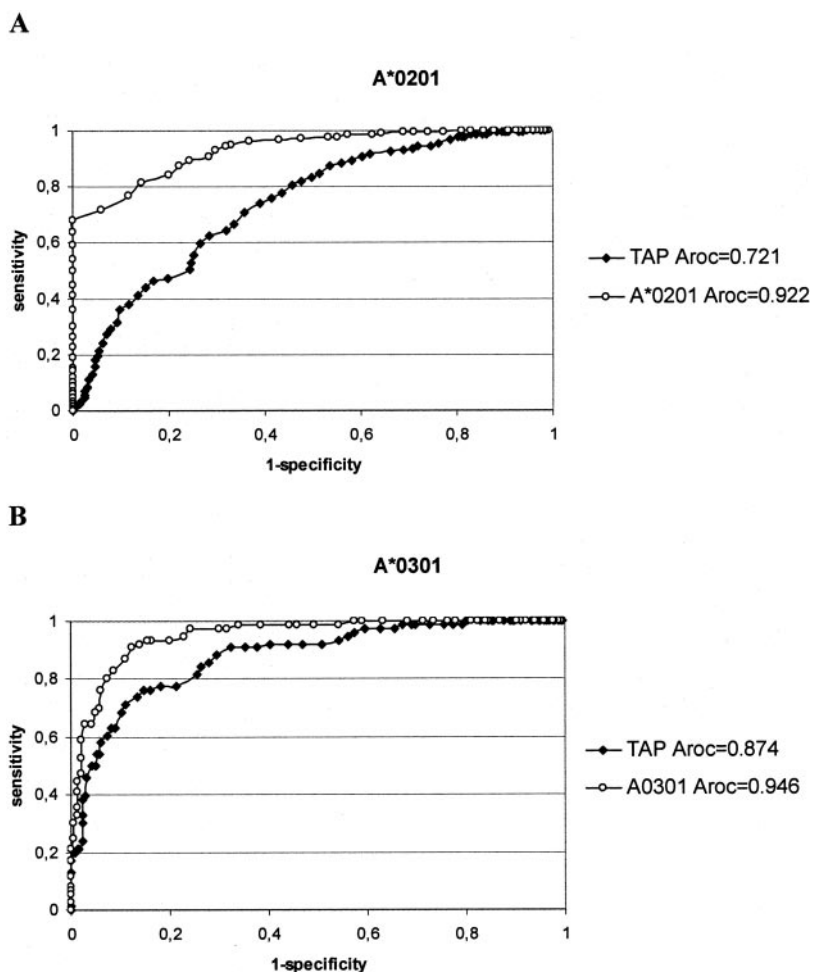 A
A*0201
1
0,8
0,6
0,4
0,2
0
sensitivity
0
0,2
0,4
0,6
0,8
1
1-specificity
TAP Aroc=0.721
A*0201 Aroc=0.922
B
A*0301
1
0,8
0,6
0,4
0,2
0
sensitivity
0
0,2
0,4
0,6
0,8
1
1-specificity
TAP Aroc=0.874
A0301 Aroc=0.946